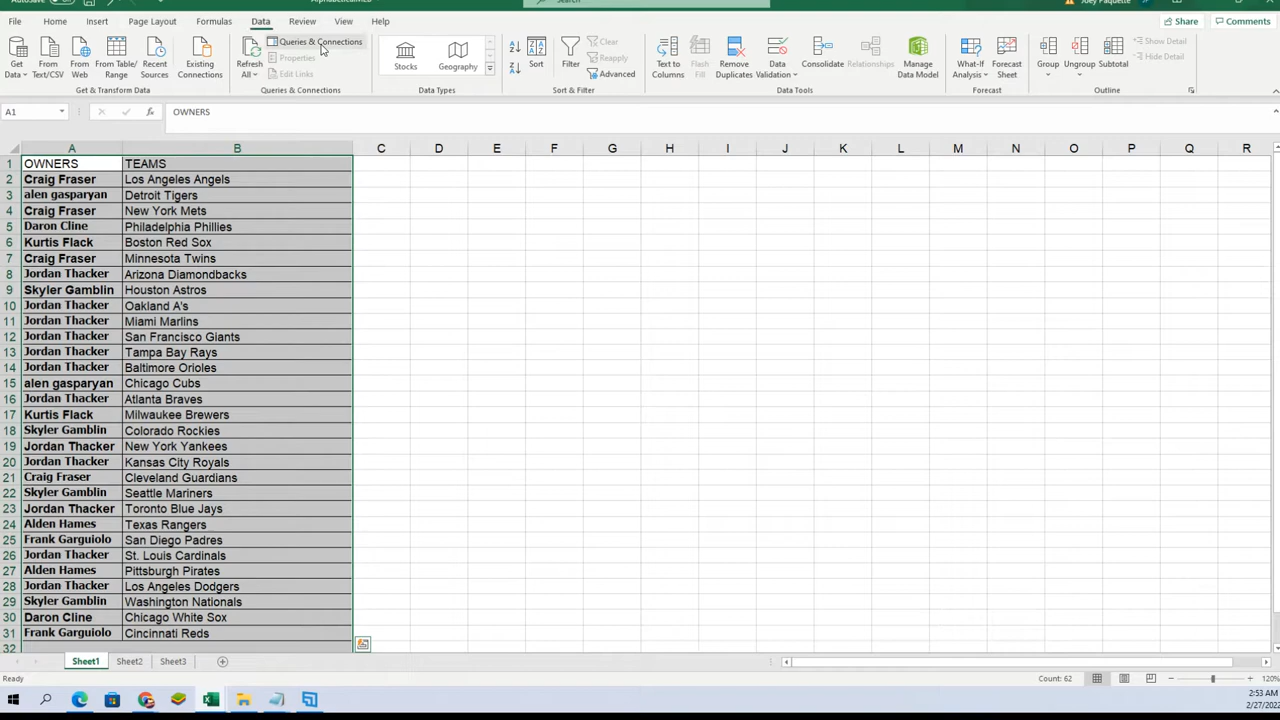 AutoSave
Search
Joey Paquette
File Home Insert Page Layout Formulas Data Review View Help Share Comments
Get Data From Text/CSV From Web From Table/Range Recent Sources Existing Connections
Refresh All Queries & Connections Properties Edit Links
Stocks Geography
Sort Filter Clear Reapply Advanced
Text to Columns Flash Fill Remove Duplicates Data Validation Consolidate Relationships Manage Data Model
What-If Analysis Forecast Sheet
Group Ungroup Subtotal Show Detail Hide Detail
Get & Transform Data Queries & Connections Data Types Sort & Filter Data Tools Forecast Outline
A1 fx OWNERS
A B C D E F G H I J K L M N O P Q R
1 OWNERS TEAMS
2 Craig Fraser Los Angeles Angels
3 alen gasparyan Detroit Tigers
4 Craig Fraser New York Mets
5 Daron Cline Philadelphia Phillies
6 Kurtis Flack Boston Red Sox
7 Craig Fraser Minnesota Twins
8 Jordan Thacker Arizona Diamondbacks
9 Skyler Gamblin Houston Astros
10 Jordan Thacker Oakland A's
11 Jordan Thacker Miami Marlins
12 Jordan Thacker San Francisco Giants
13 Jordan Thacker Tampa Bay Rays
14 Jordan Thacker Baltimore Orioles
15 alen gasparyan Chicago Cubs
16 Jordan Thacker Atlanta Braves
17 Kurtis Flack Milwaukee Brewers
18 Skyler Gamblin Colorado Rockies
19 Jordan Thacker New York Yankees
20 Jordan Thacker Kansas City Royals
21 Craig Fraser Cleveland Guardians
22 Skyler Gamblin Seattle Mariners
23 Jordan Thacker Toronto Blue Jays
24 Alden Hames Texas Rangers
25 Frank Garguiolo San Diego Padres
26 Jordan Thacker St. Louis Cardinals
27 Alden Hames Pittsburgh Pirates
28 Jordan Thacker Los Angeles Dodgers
29 Skyler Gamblin Washington Nationals
30 Daron Cline Chicago White Sox
31 Frank Garguiolo Cincinnati Reds
32
Sheet1 Sheet2 Sheet3
Ready Count: 62 120%
2:53 AM